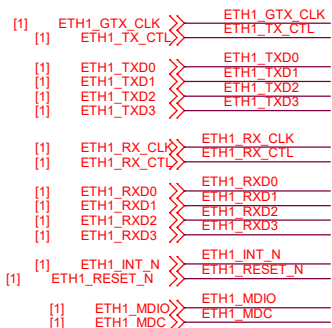 [1] ETH1_GTX_CLK ETH1_GTX_CLK
[1] ETH1_TX_CTL ETH1_TX_CTL
[1] ETH1_TXD0 ETH1_TXD0
[1] ETH1_TXD1 ETH1_TXD1
[1] ETH1_TXD2 ETH1_TXD2
[1] ETH1_TXD3 ETH1_TXD3
[1] ETH1_RX_CLK ETH1_RX_CLK
[1] ETH1_RX_CTL ETH1_RX_CTL
[1] ETH1_RXD0 ETH1_RXD0
[1] ETH1_RXD1 ETH1_RXD1
[1] ETH1_RXD2 ETH1_RXD2
[1] ETH1_RXD3 ETH1_RXD3
[1] ETH1_INT_N ETH1_INT_N
[1] ETH1_RESET_N ETH1_RESET_N
[1] ETH1_MDIO ETH1_MDIO
[1] ETH1_MDC ETH1_MDC